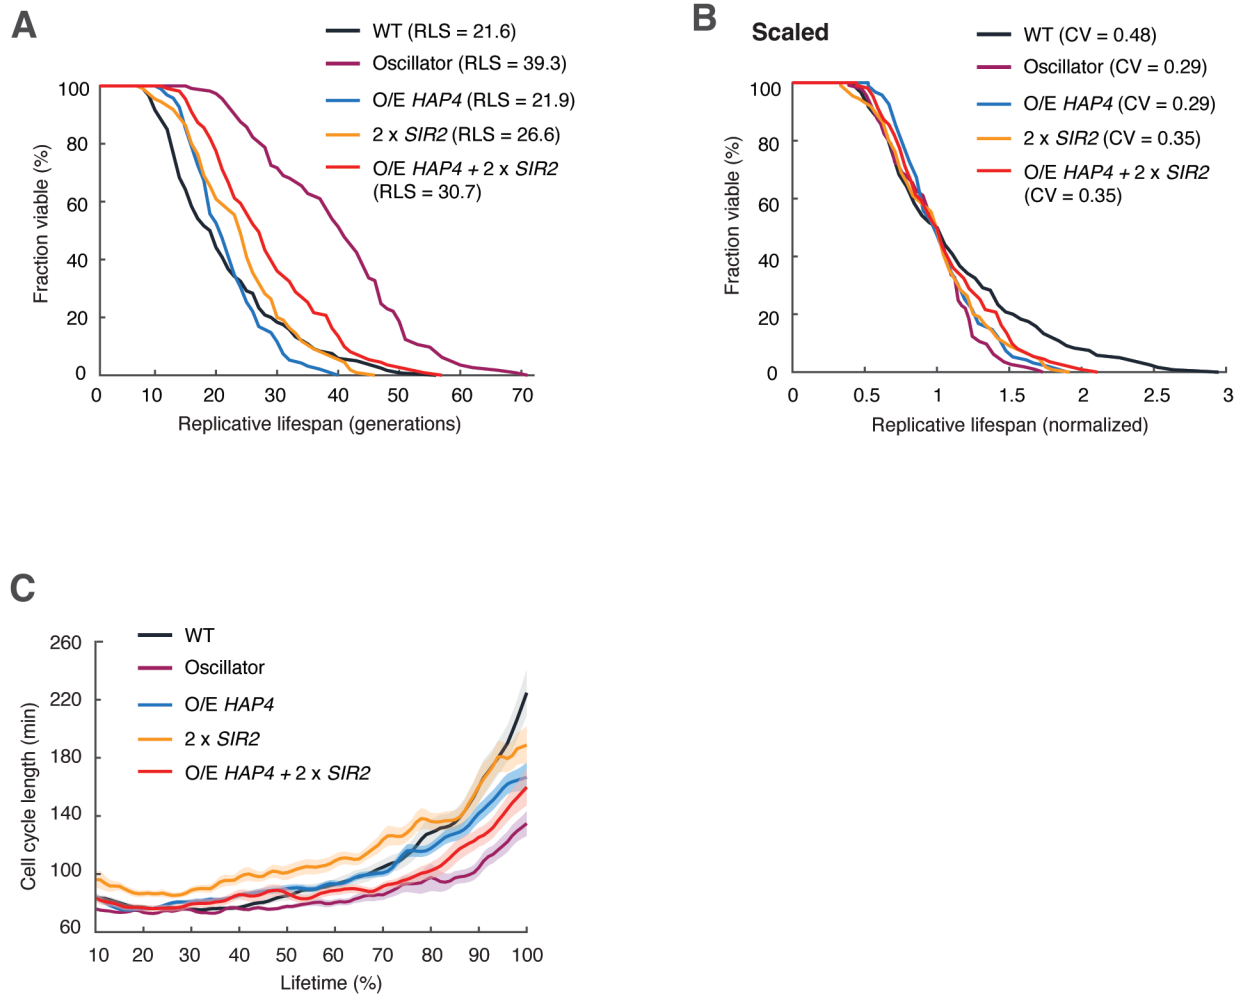 A
WT (RLS = 21.6)
Oscillator (RLS = 39.3)
O/E HAP4 (RLS = 21.9)
2 x SIR2 (RLS = 26.6)
O/E HAP4 + 2 x SIR2
(RLS = 30.7)
Fraction viable (%)
100
80
60
40
20
0
0 10 20 30 40 50 60 70
Replicative lifespan (generations)
B
Scaled
WT (CV = 0.48)
Oscillator (CV = 0.29)
O/E HAP4 (CV = 0.29)
2 x SIR2 (CV = 0.35)
O/E HAP4 + 2 x SIR2
(CV = 0.35)
Fraction viable (%)
100
80
60
40
20
0
0 0.5 1 1.5 2 2.5 3
Replicative lifespan (normalized)
C
WT
Oscillator
O/E HAP4
2 x SIR2
O/E HAP4 + 2 x SIR2
Cell cycle length (min)
260
220
180
140
100
60
10 20 30 40 50 60 70 80 90 100
Lifetime (%)